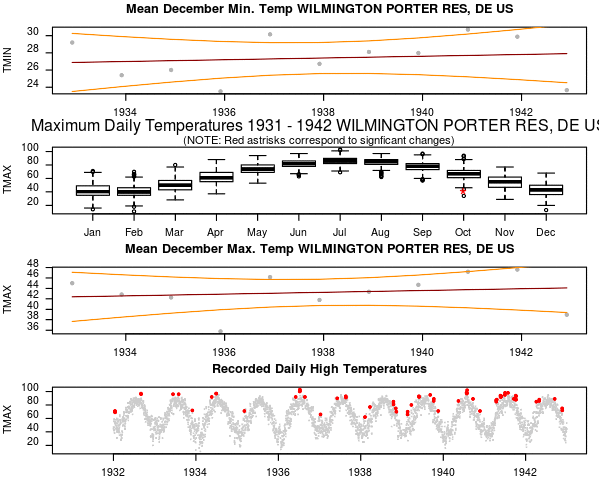 Mean December Min. Temp WILMINGTON PORTER RES, DE US
TMIN
30
28
26
24
1934 1936 1938 1940 1942
Maximum Daily Temperatures 1931 - 1942 WILMINGTON PORTER RES, DE US
(NOTE: Red astrisks correspond to signficant changes)
TMAX
100
80
60
40
20
*
Jan Feb Mar Apr May Jun Jul Aug Sep Oct Nov Dec
Mean December Max. Temp WILMINGTON PORTER RES, DE US
TMAX
48
46
44
42
40
38
36
1934 1936 1938 1940 1942
Recorded Daily High Temperatures
TMAX
100
80
60
40
20
1932 1934 1936 1938 1940 1942